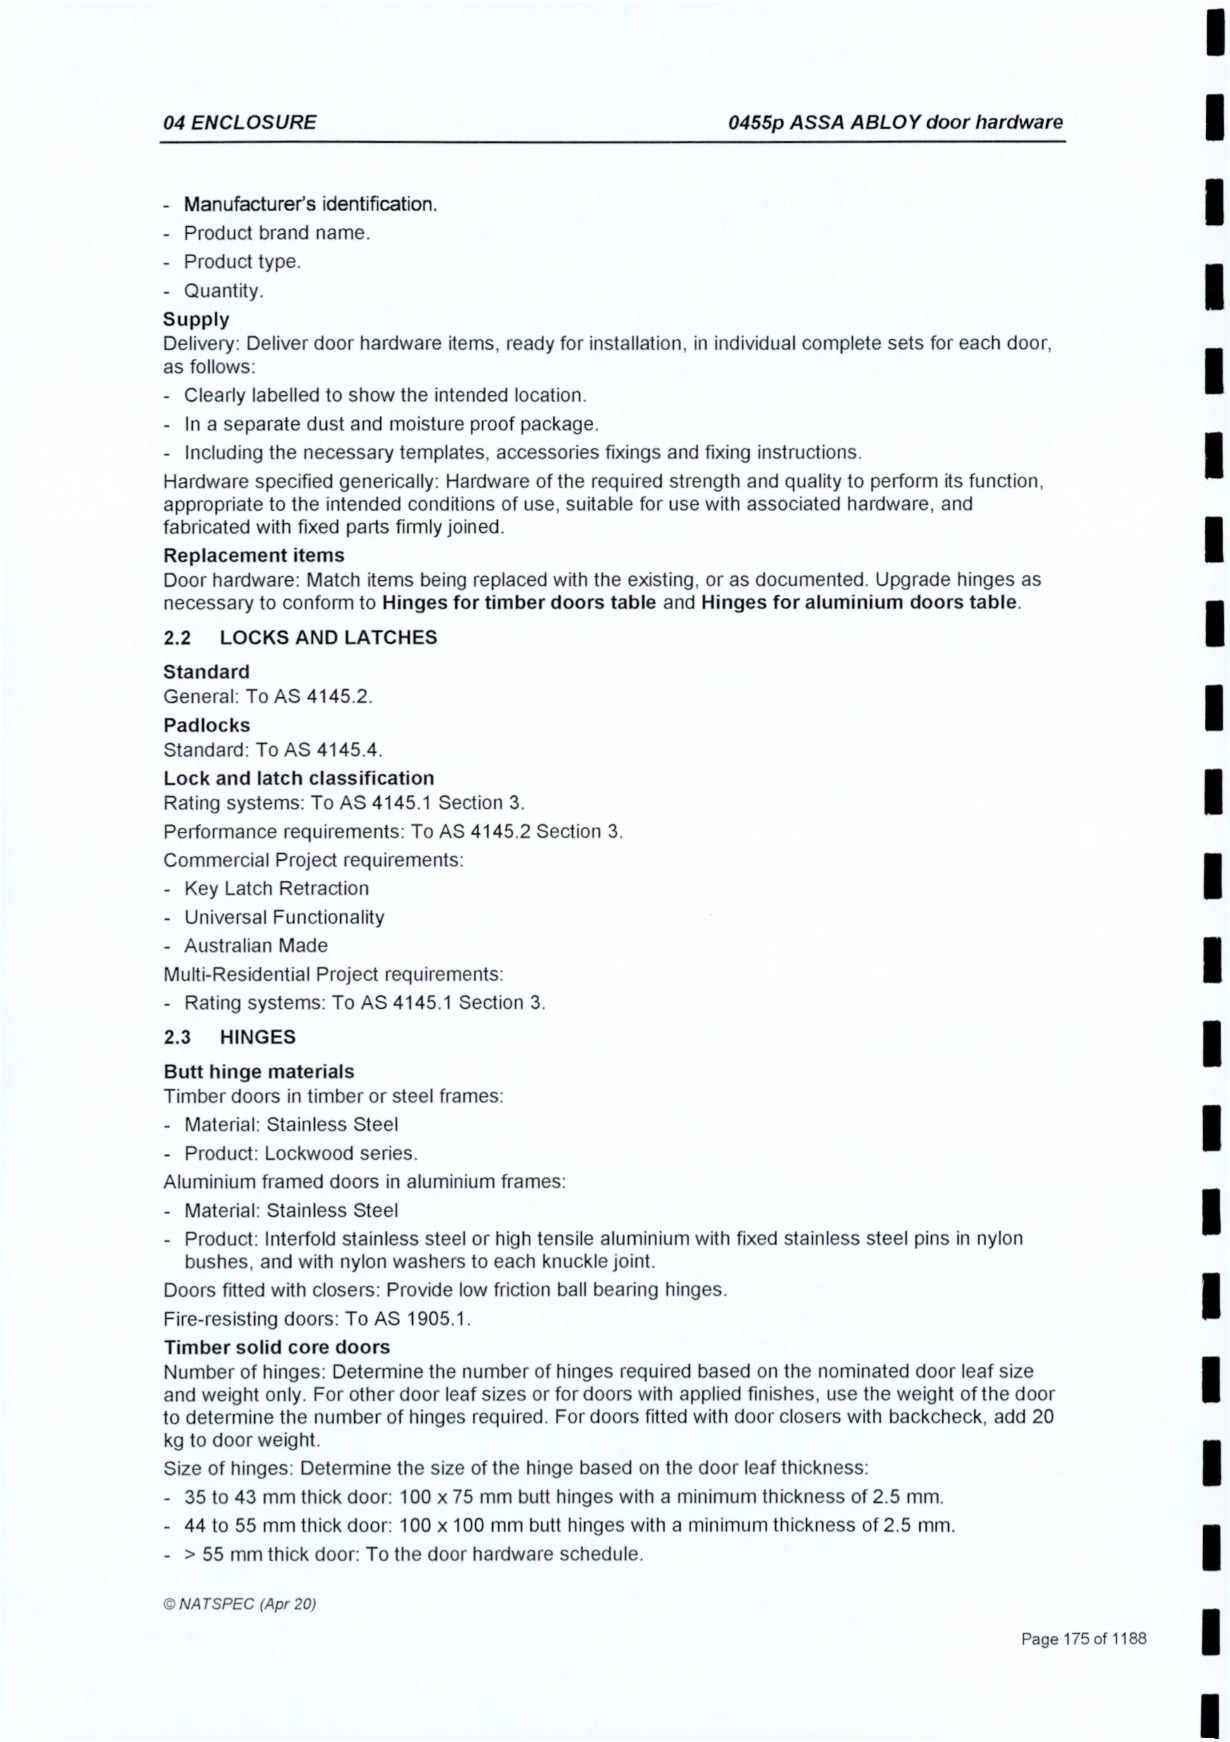 04 ENCLOSURE 0455p ASSA ABLOY door hardware
- Manufacturer's identification.
- Product brand name.
- Product type.
- Quantity.
Supply
Delivery: Deliver door hardware items, ready for installation, in individual complete sets for each door,
as follows:
- Clearly labelled to show the intended location.
- In a separate dust and moisture proof package.
- Including the necessary templates, accessories fixings and fixing instructions.
Hardware specified generically: Hardware of the required strength and quality to perform its function,
appropriate to the intended conditions of use, suitable for use with associated hardware, and
fabricated with fixed parts firmly joined.
Replacement items
Door hardware: Match items being replaced with the existing, or as documented. Upgrade hinges as
necessary to conform to Hinges for timber doors table and Hinges for aluminium doors table.
2.2 LOCKS AND LATCHES
Standard
General: To AS 4145.2.
Padlocks
Standard: To AS 4145.4.
Lock and latch classification
Rating systems: To AS 4145.1 Section 3.
Performance requirements: To AS 4145.2 Section 3.
Commercial Project requirements:
- Key Latch Retraction
- Universal Functionality
- Australian Made
Multi-Residential Project requirements:
- Rating systems: To AS 4145.1 Section 3.
2.3 HINGES
Butt hinge materials
Timber doors in timber or steel frames:
- Material: Stainless Steel
- Product: Lockwood series.
Aluminium framed doors in aluminium frames:
- Material: Stainless Steel
- Product: Interfold stainless steel or high tensile aluminium with fixed stainless steel pins in nylon
bushes, and with nylon washers to each knuckle joint.
Doors fitted with closers: Provide low friction ball bearing hinges.
Fire-resisting doors: To AS 1905.1.
Timber solid core doors
Number of hinges: Determine the number of hinges required based on the nominated door leaf size
and weight only. For other door leaf sizes or for doors with applied finishes, use the weight of the door
to determine the number of hinges required. For doors fitted with door closers with backcheck, add 20
kg to door weight.
Size of hinges: Determine the size of the hinge based on the door leaf thickness:
- 35 to 43 mm thick door: 100 x 75 mm butt hinges with a minimum thickness of 2.5 mm.
- 44 to 55 mm thick door: 100 x 100 mm butt hinges with a minimum thickness of 2.5 mm.
- > 55 mm thick door: To the door hardware schedule.
© NATSPEC (Apr 20)
Page 175 of 1188